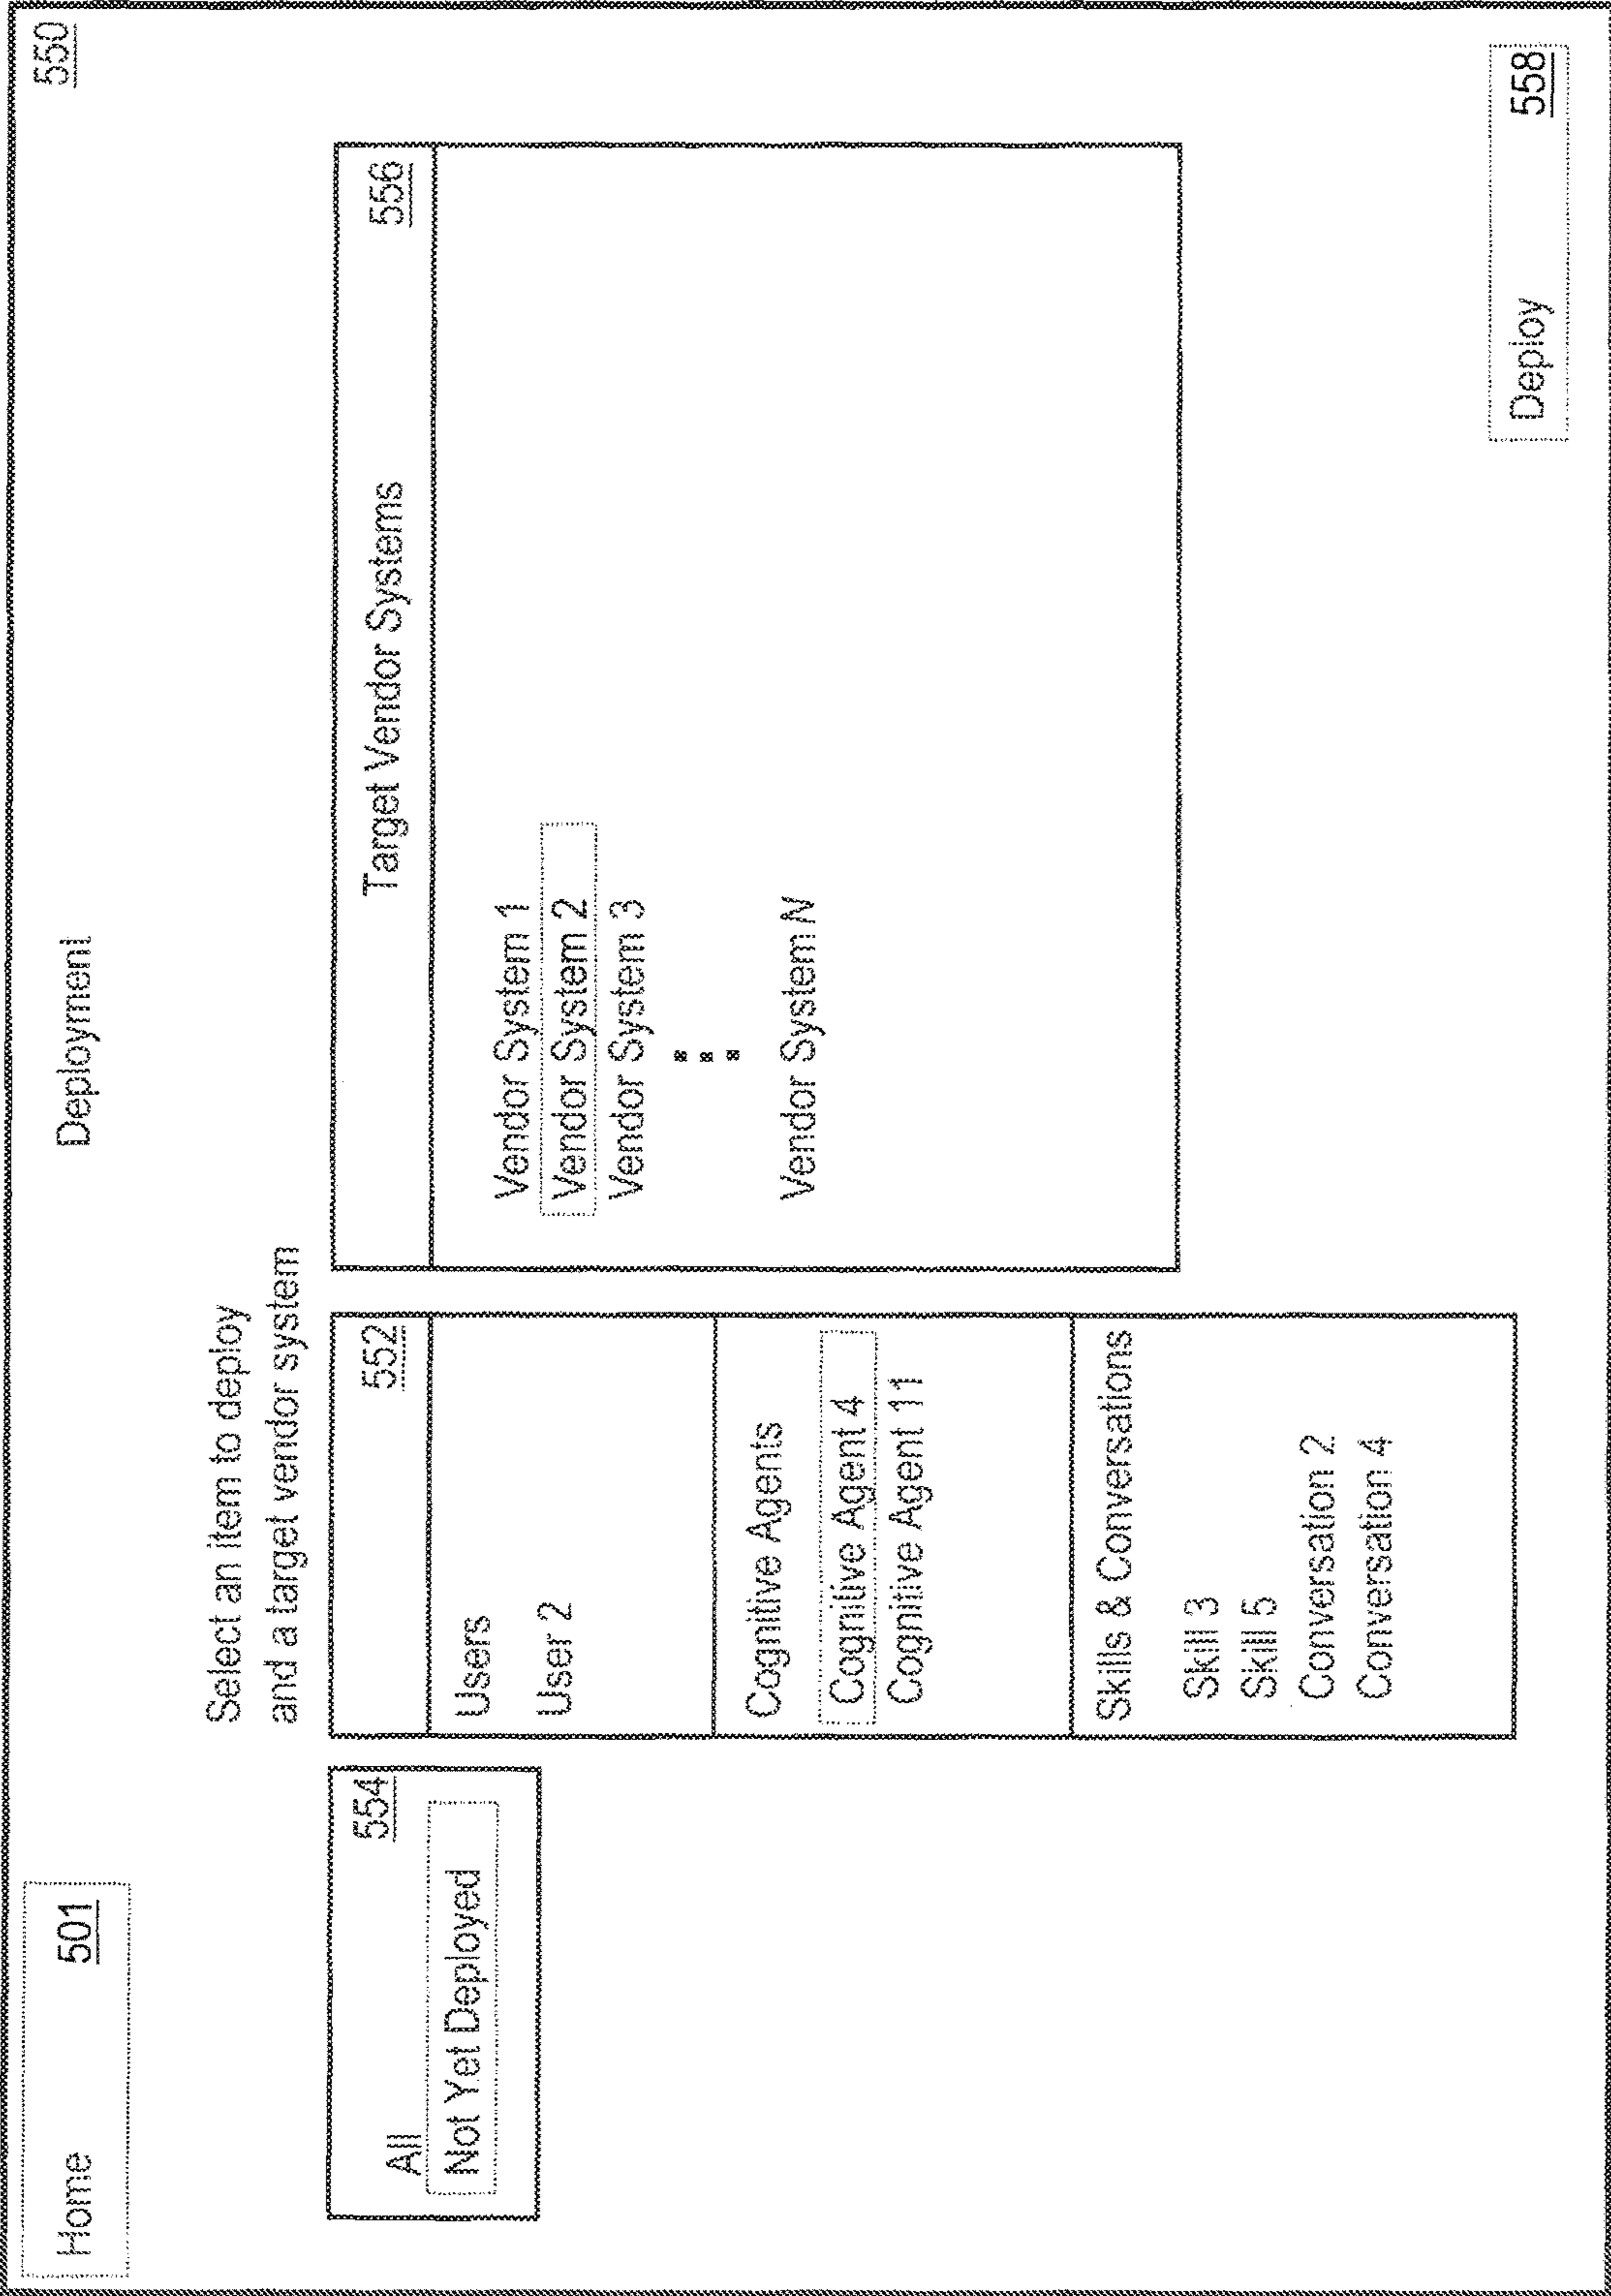 Home 501
Deployment
550
Select an item to deploy
and a target vendor system
554
All
Not Yet Deployed
552
Users
User 2
Cognitive Agents
Cognitive Agent 4
Cognitive Agent 11
Skills & Conversations
Skill 3
Skill 5
Conversation 2
Conversation 4
Target Vendor Systems 556
Vendor System 1
Vendor System 2
Vendor System 3
...
Vendor System N
Deploy 558